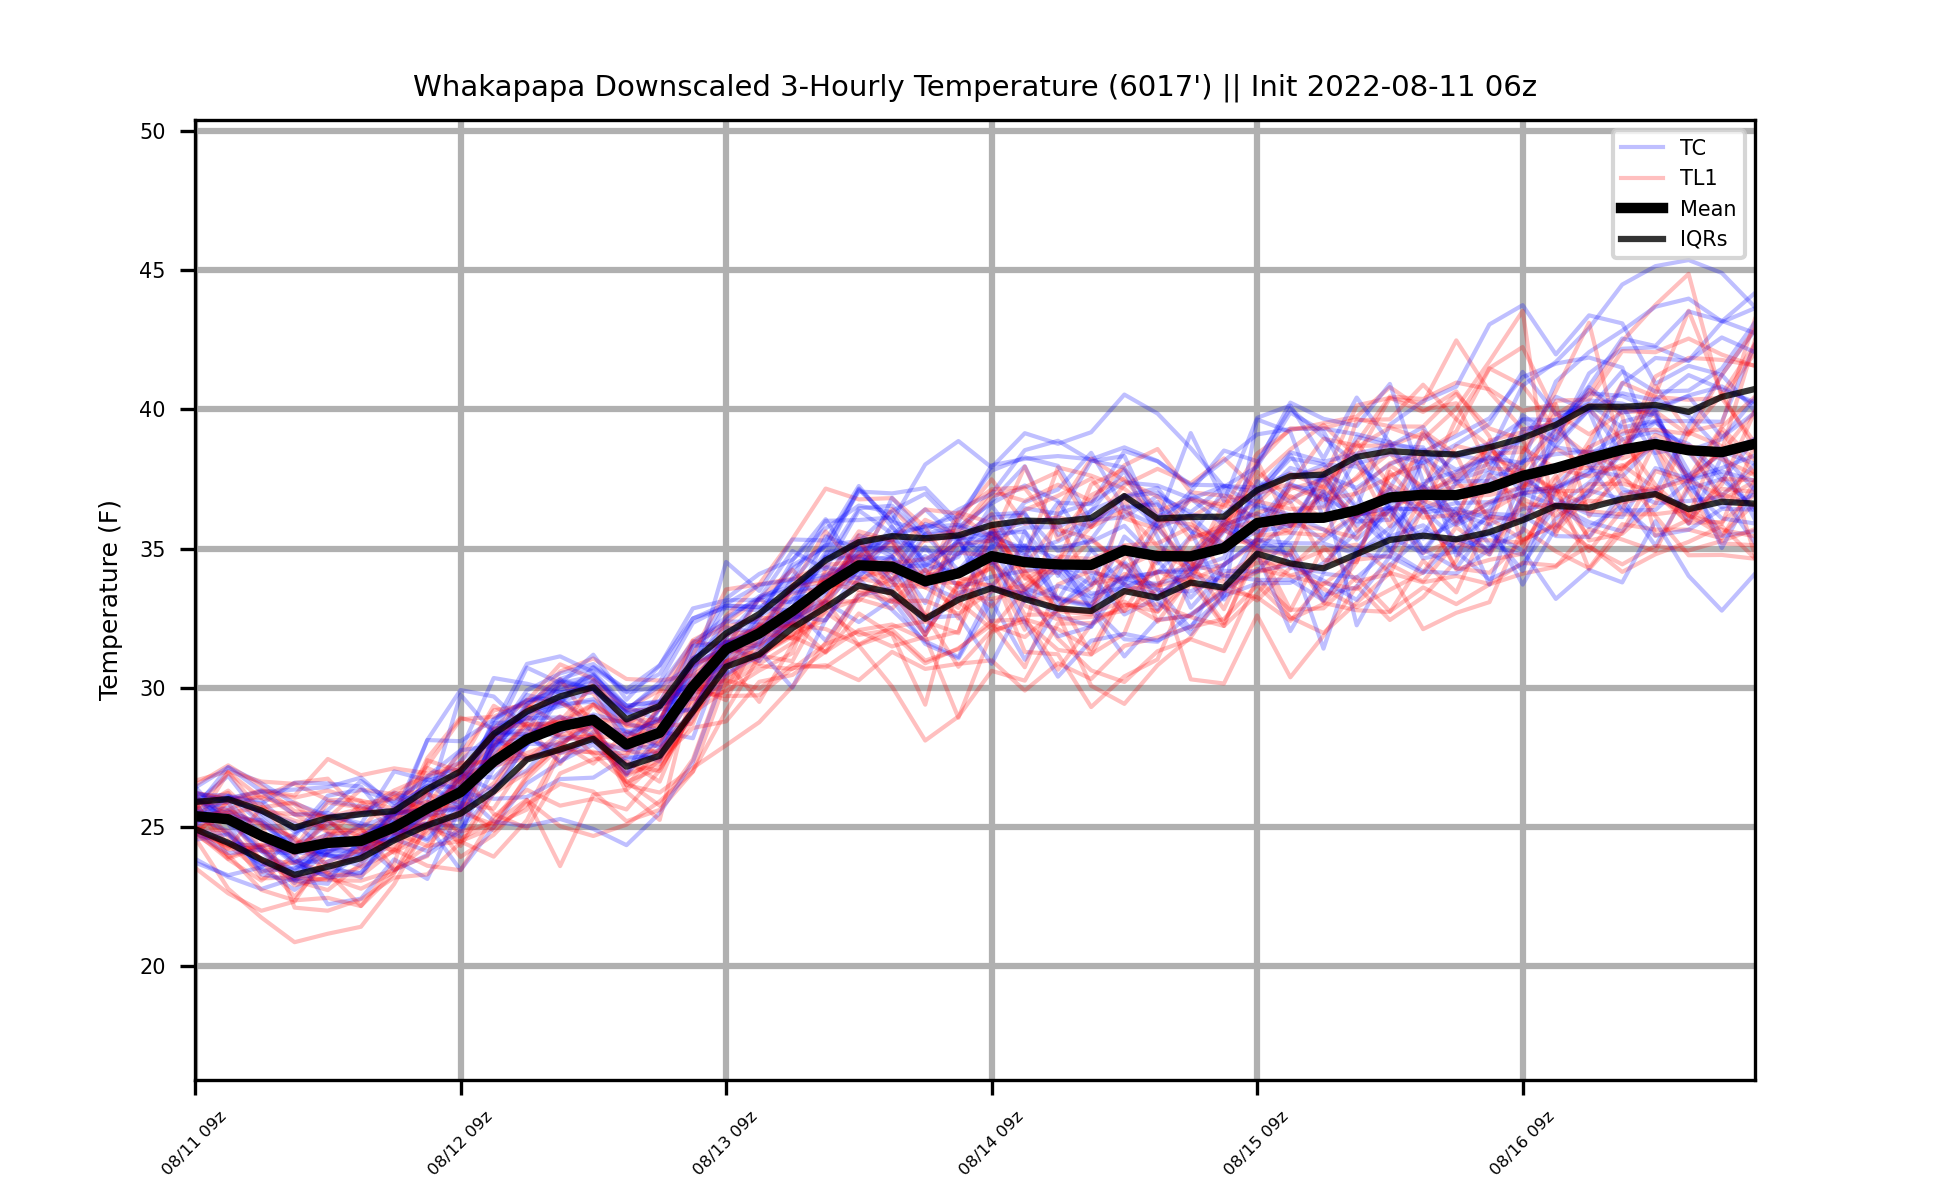 Whakapapa Downscaled 3-Hourly Temperature (6017') || Init 2022-08-11 06z
TC
TL1
Mean
IQRs
Temperature (F)
50
45
40
35
30
25
20
08/11 09z
08/12 09z
08/13 09z
08/14 09z
08/15 09z
08/16 09z